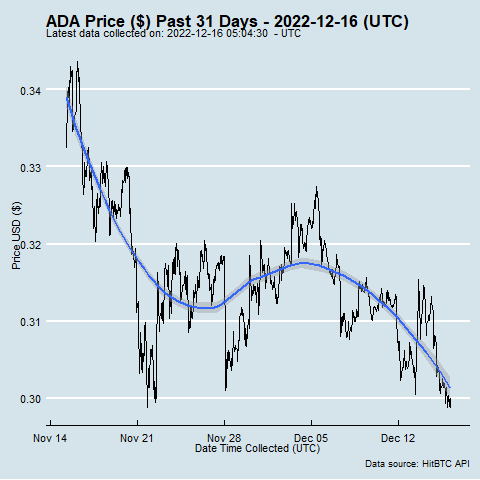 ADA Price ($) Past 31 Days - 2022-12-16 (UTC)
Latest data collected on: 2022-12-16 05:04:30  - UTC
0.34
0.33
0.32
0.31
0.30
Price USD ($)
Nov 14 Nov 21 Nov 28 Dec 05 Dec 12
Date Time Collected (UTC)
Data source: HitBTC API